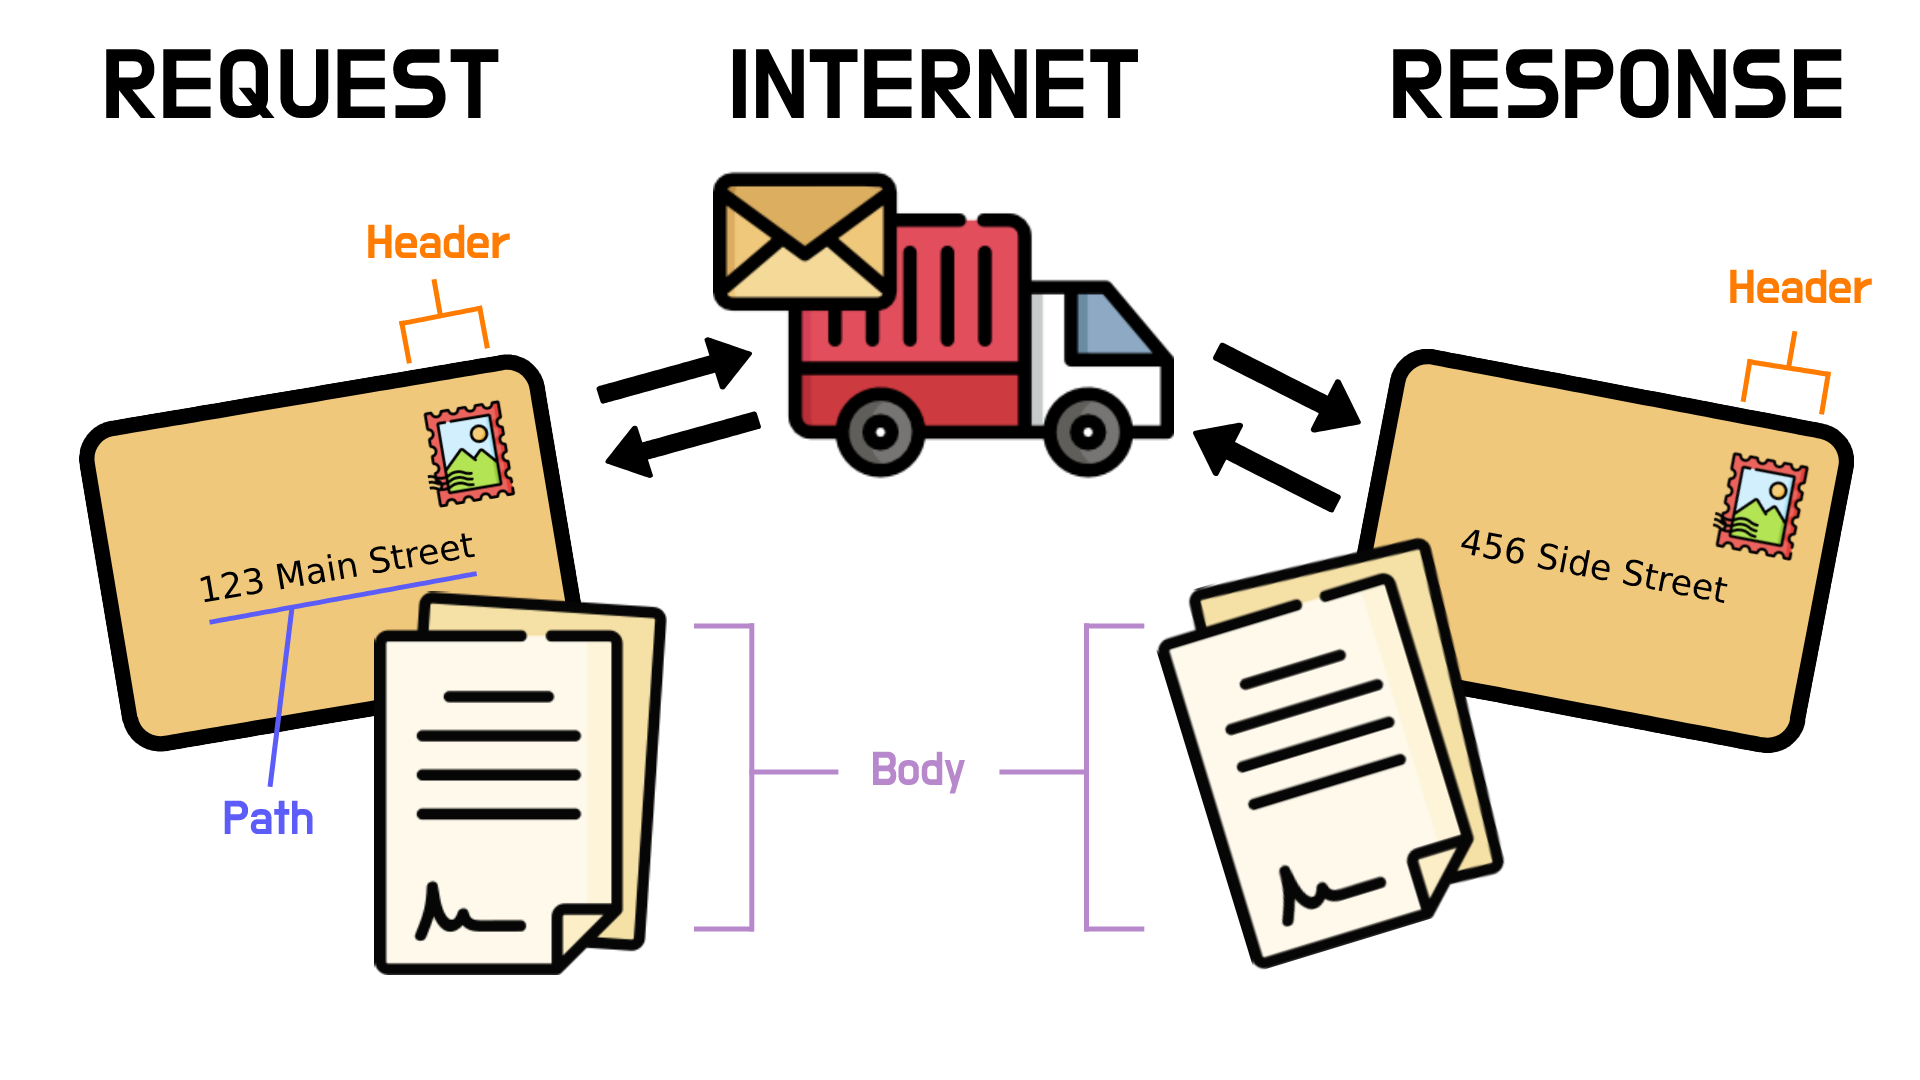 REQUEST
INTERNET
RESPONSE
Header
Header
123 Main Street
456 Side Street
Path
Body